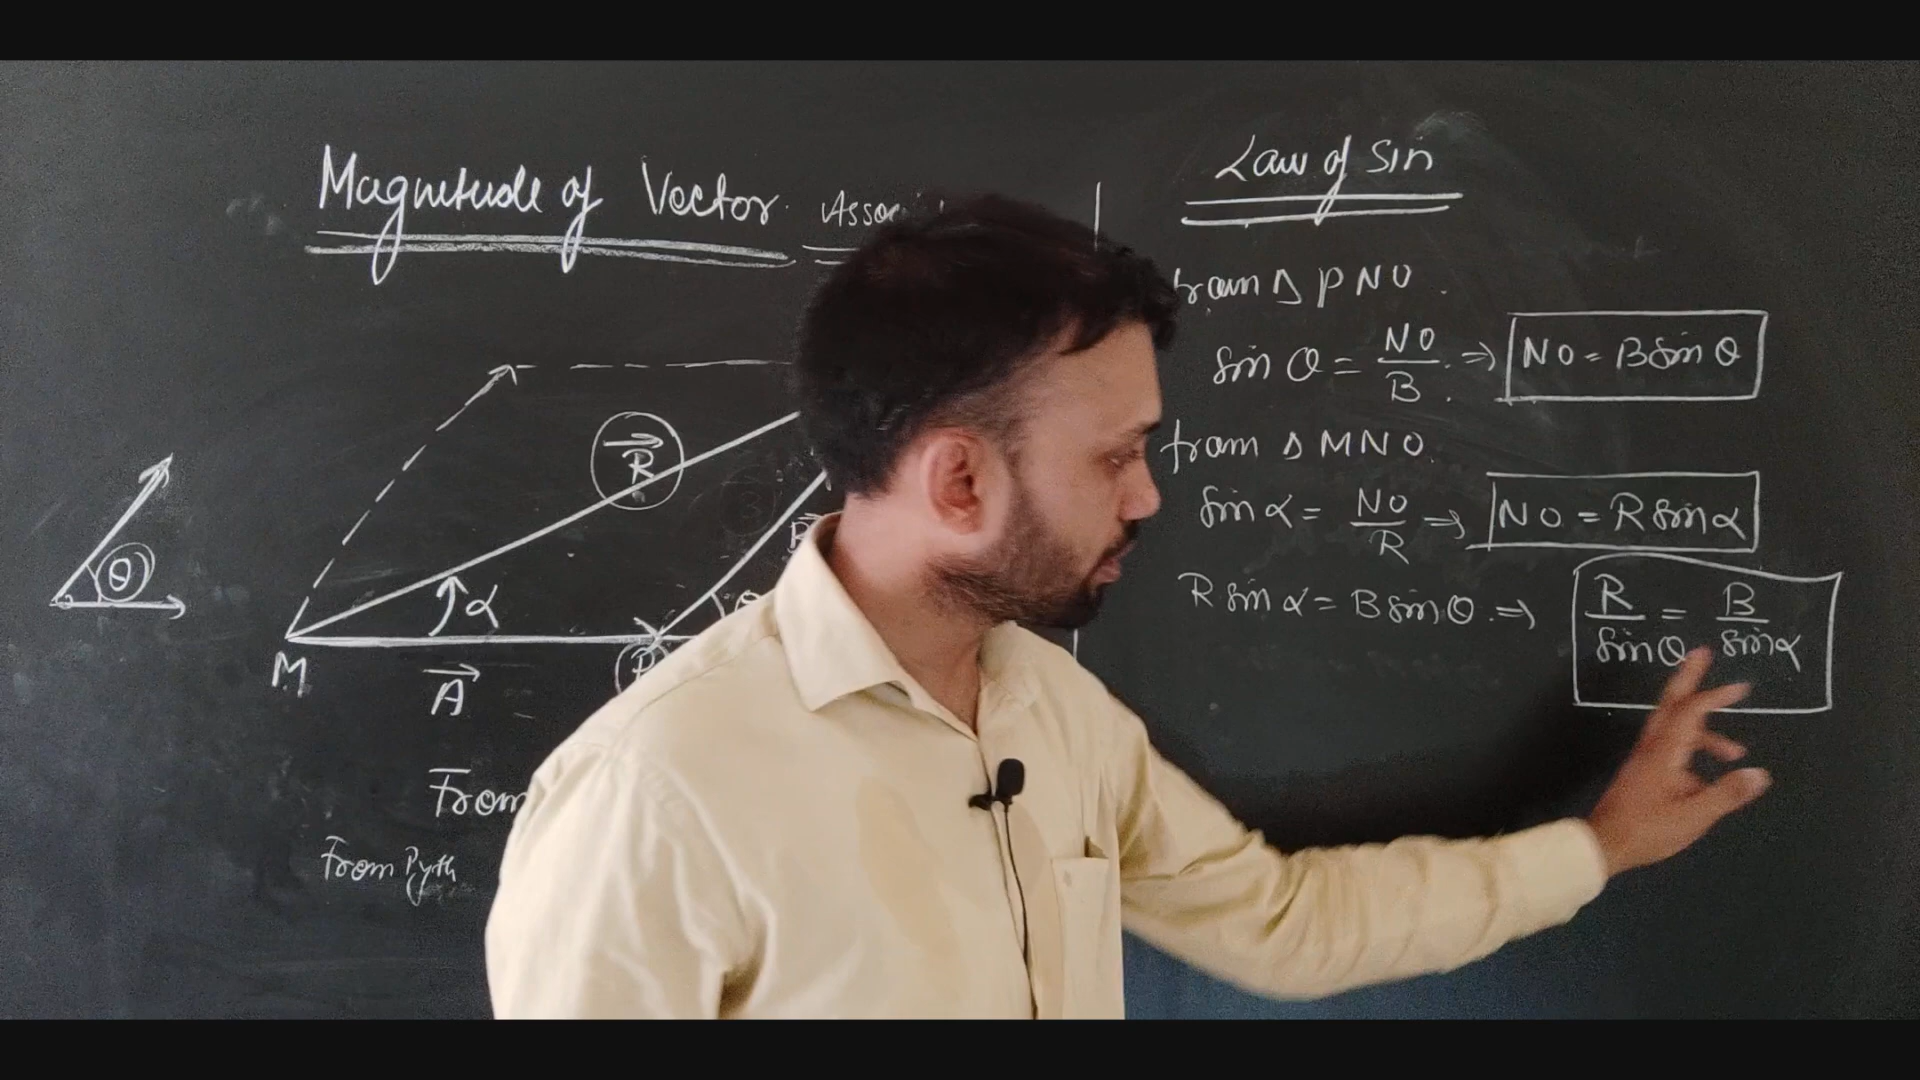 Magnitude of Vector
θ
R
α
M
A
P
From
From Pyth
Law of Sin
from Δ PNO.
sin θ = NO/B. ⇒ NO = B sin θ
from Δ MNO.
sin α = NO/R ⇒ NO = R sin α
R sin α = B sin θ. ⇒ R/sin θ = B/sin α